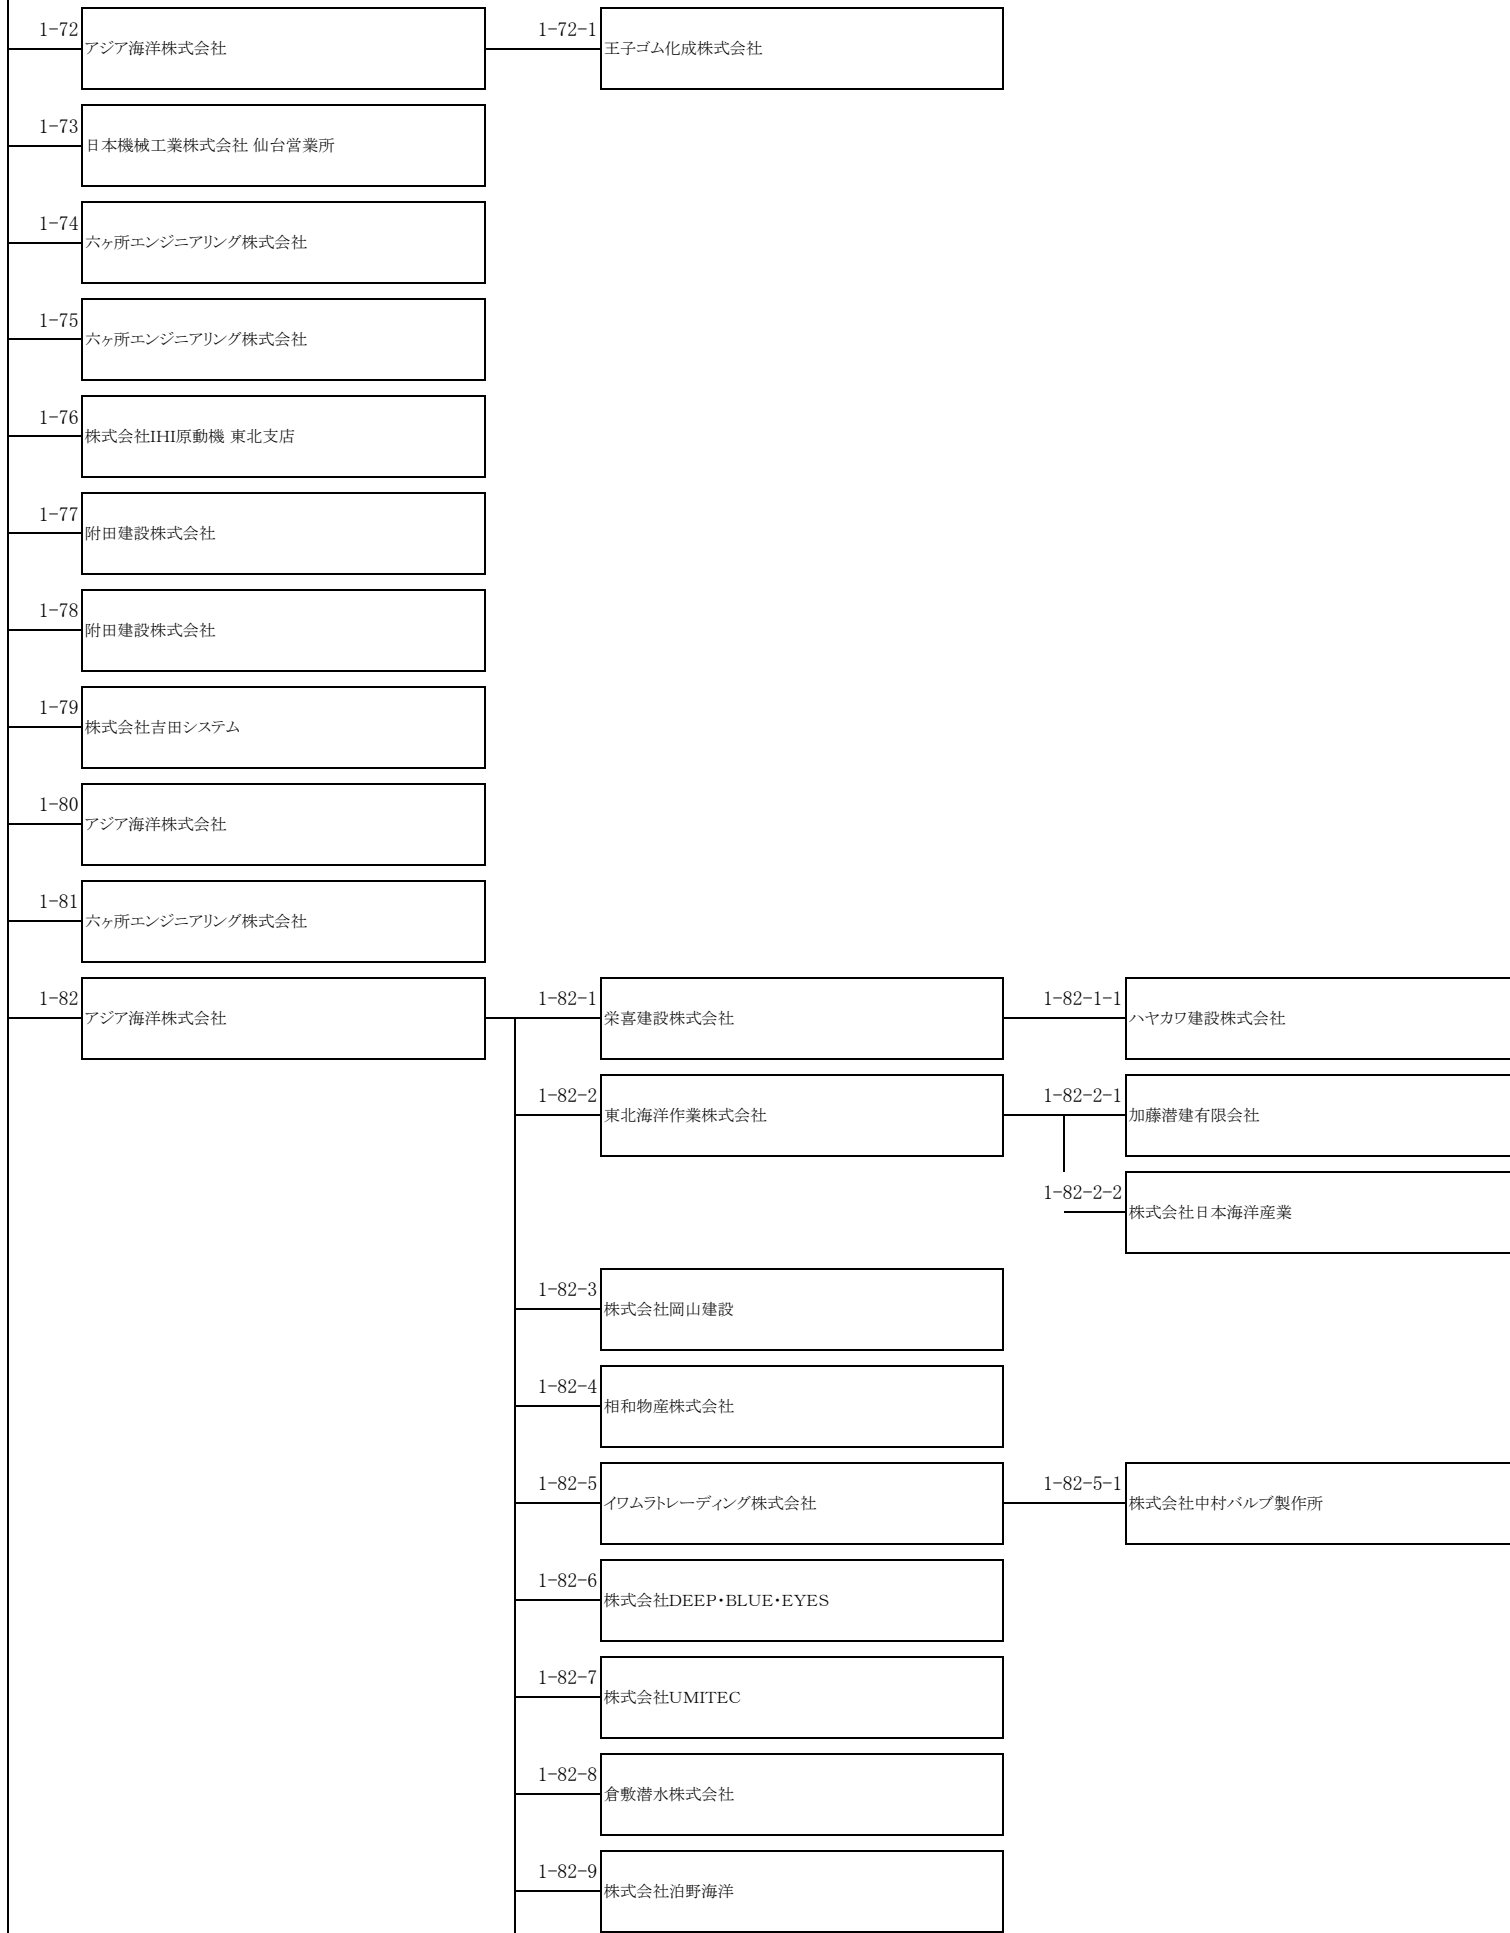 1-72
アジア海洋株式会社
1-72-1
王子ゴム化成株式会社
1-73
日本機械工業株式会社 仙台営業所
1-74
六ヶ所エンジニアリング株式会社
1-75
六ヶ所エンジニアリング株式会社
1-76
株式会社IHI原動機 東北支店
1-77
附田建設株式会社
1-78
附田建設株式会社
1-79
株式会社吉田システム
1-80
アジア海洋株式会社
1-81
六ヶ所エンジニアリング株式会社
1-82
アジア海洋株式会社
1-82-1
栄喜建設株式会社
1-82-1-1
ハヤカワ建設株式会社
1-82-2
東北海洋作業株式会社
1-82-2-1
加藤潜建有限会社
1-82-2-2
株式会社日本海洋産業
1-82-3
株式会社岡山建設
1-82-4
相和物産株式会社
1-82-5
イワムラトレーディング株式会社
1-82-5-1
株式会社中村バルブ製作所
1-82-6
株式会社DEEP・BLUE・EYES
1-82-7
株式会社UMITEC
1-82-8
倉敷潜水株式会社
1-82-9
株式会社泊野海洋